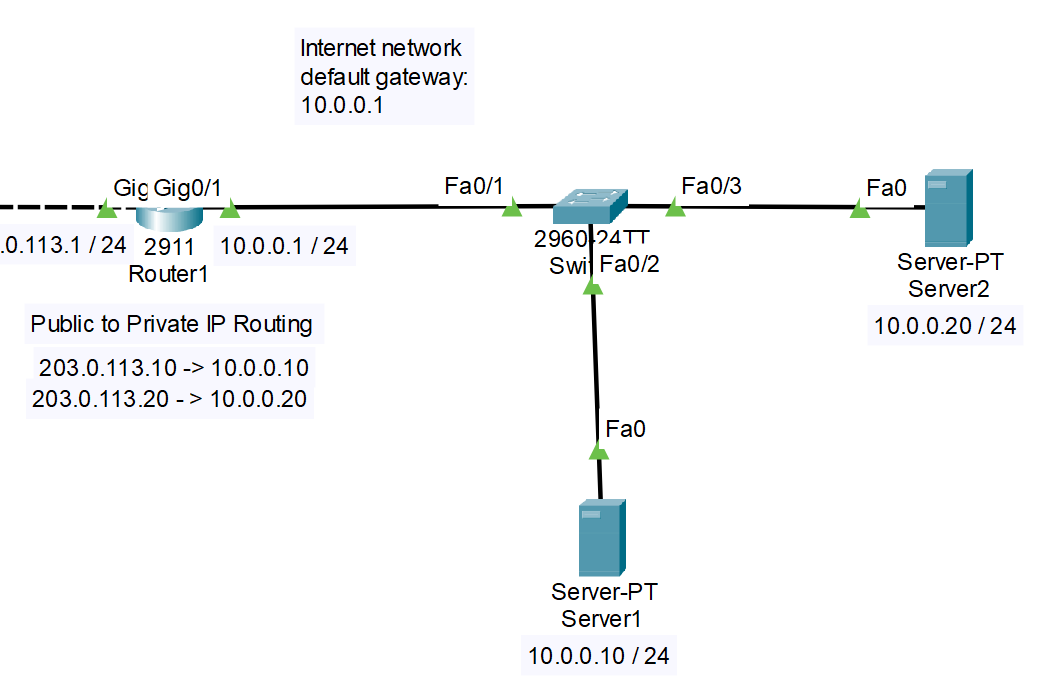 Internet network
default gateway:
10.0.0.1
Gig0/1
Fa0/1
Fa0/3
Fa0
.0.113.1 / 24
2911
Router1
10.0.0.1 / 24
2960-24TT
Fa0/2
Server-PT
Server2
10.0.0.20 / 24
Public to Private IP Routing
203.0.113.10 -> 10.0.0.10
203.0.113.20 - > 10.0.0.20
Fa0
Server-PT
Server1
10.0.0.10 / 24